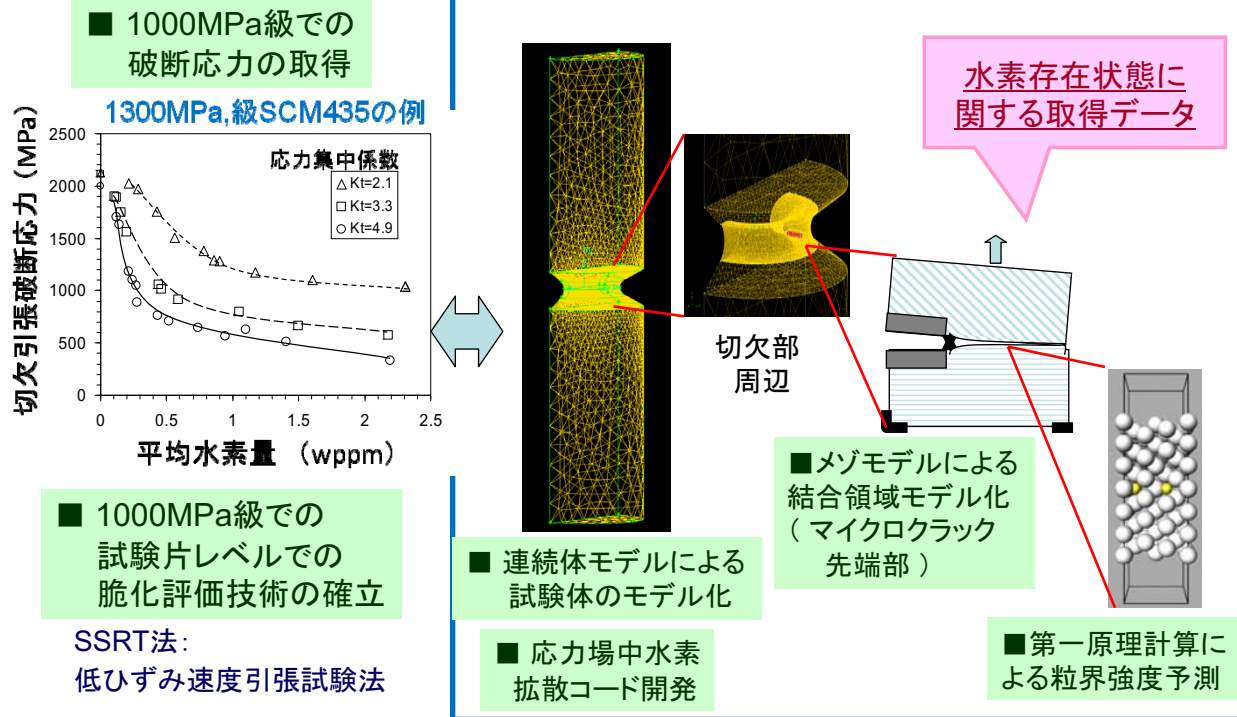 ■ 1000MPa級での
破断応力の取得
1300MPa,級SCM435の例
切欠引張破断応力 (MPa)
2500
2000
1500
1000
500
0
応力集中係数
Kt=2.1
Kt=3.3
Kt=4.9
0
0.5
1
1.5
2
2.5
平均水素量 (wppm)
■ 1000MPa級での
試験片レベルでの
脆化評価技術の確立
SSRT法:
低ひずみ速度引張試験法
切欠部
周辺
水素存在状態に
関する取得データ
■ 連続体モデルによる
試験体のモデル化
■ 応力場中水素
拡散コード開発
■メゾモデルによる
結合領域モデル化
( マイクロクラック
先端部 )
■第一原理計算に
よる粒界強度予測